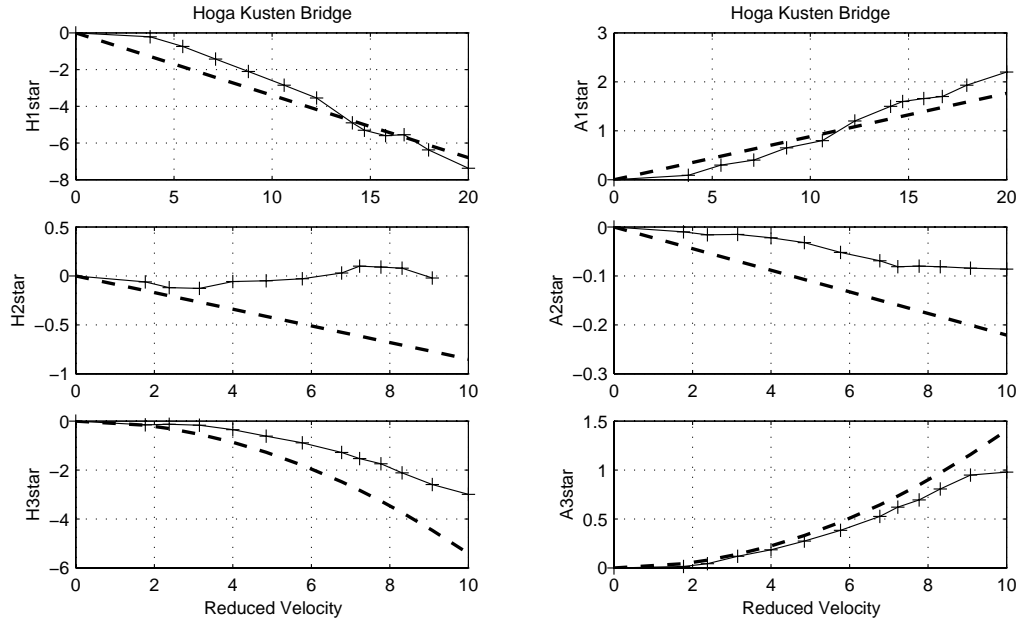 Hoga Kusten Bridge
0
−2
−4
−6
−8
H1star
0 5 10 15 20
Hoga Kusten Bridge
3
2
1
0
A1star
0 5 10 15 20
0.5
0
−0.5
−1
H2star
0 2 4 6 8 10
0
−0.1
−0.2
−0.3
A2star
0 2 4 6 8 10
0
−2
−4
−6
H3star
0 2 4 6 8 10
Reduced Velocity
1.5
1
0.5
0
A3star
0 2 4 6 8 10
Reduced Velocity